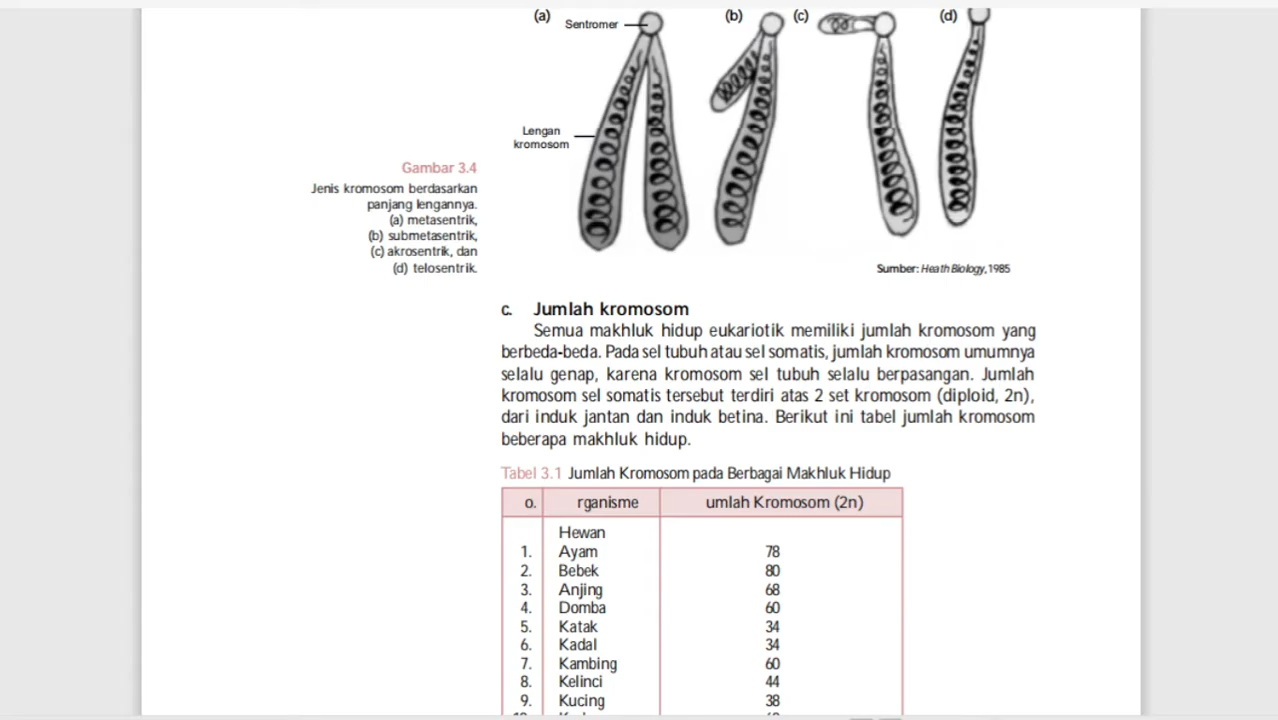 (a)
Sentromer
(b)
(c)
(d)
Lengan
kromosom
Gambar 3.4
Jenis kromosom berdasarkan
panjang lengannya.
(a) metasentrik,
(b) submetasentrik,
(c) akrosentrik, dan
(d) telosentrik.
Sumber: Heath Biology, 1985
c. Jumlah kromosom
Semua makhluk hidup eukariotik memiliki jumlah kromosom yang
berbeda-beda. Pada sel tubuh atau sel somatis, jumlah kromosom umumnya
selalu genap, karena kromosom sel tubuh selalu berpasangan. Jumlah
kromosom sel somatis tersebut terdiri atas 2 set kromosom (diploid, 2n),
dari induk jantan dan induk betina. Berikut ini tabel jumlah kromosom
beberapa makhluk hidup.
Tabel 3.1 Jumlah Kromosom pada Berbagai Makhluk Hidup
o. rganisme umlah Kromosom (2n)
Hewan
1. Ayam 78
2. Bebek 80
3. Anjing 68
4. Domba 60
5. Katak 34
6. Kadal 34
7. Kambing 60
8. Kelinci 44
9. Kucing 38